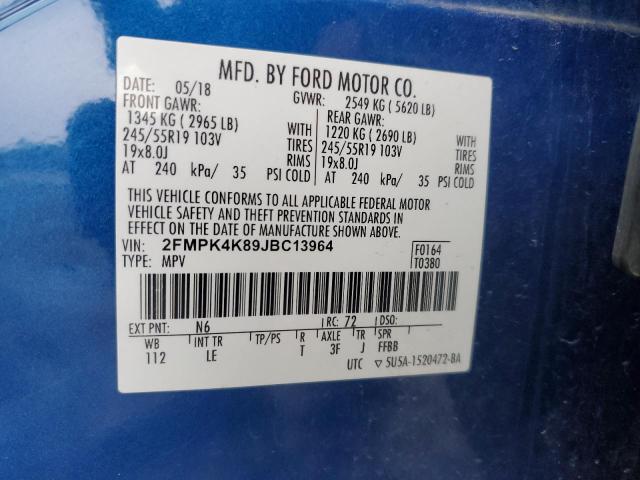 MFD. BY FORD MOTOR CO.
DATE: 05/18 GVWR: 2549 KG ( 5620 LB)
FRONT GAWR: REAR GAWR:
1345 KG ( 2965 LB) WITH 1220 KG ( 2690 LB) WITH
245/55R19 103V TIRES 245/55R19 103V TIRES
19x8.0J RIMS 19x8.0J RIMS
AT 240 kPa/ 35 PSI COLD AT 240 kPa/ 35 PSI COLD
THIS VEHICLE CONFORMS TO ALL APPLICABLE FEDERAL MOTOR
VEHICLE SAFETY AND THEFT PREVENTION STANDARDS IN
EFFECT ON THE DATE OF MANUFACTURE SHOWN ABOVE.
VIN: 2FMPK4K89JBC13964 F0164
TYPE: MPV T0380
EXT PNT: N6 RC: 72 DSO:
WB INT TR TP/PS R AXLE TR SPR
112 LE T 3F J FFBB
UTC ▽ 5U5A-1520472-BA